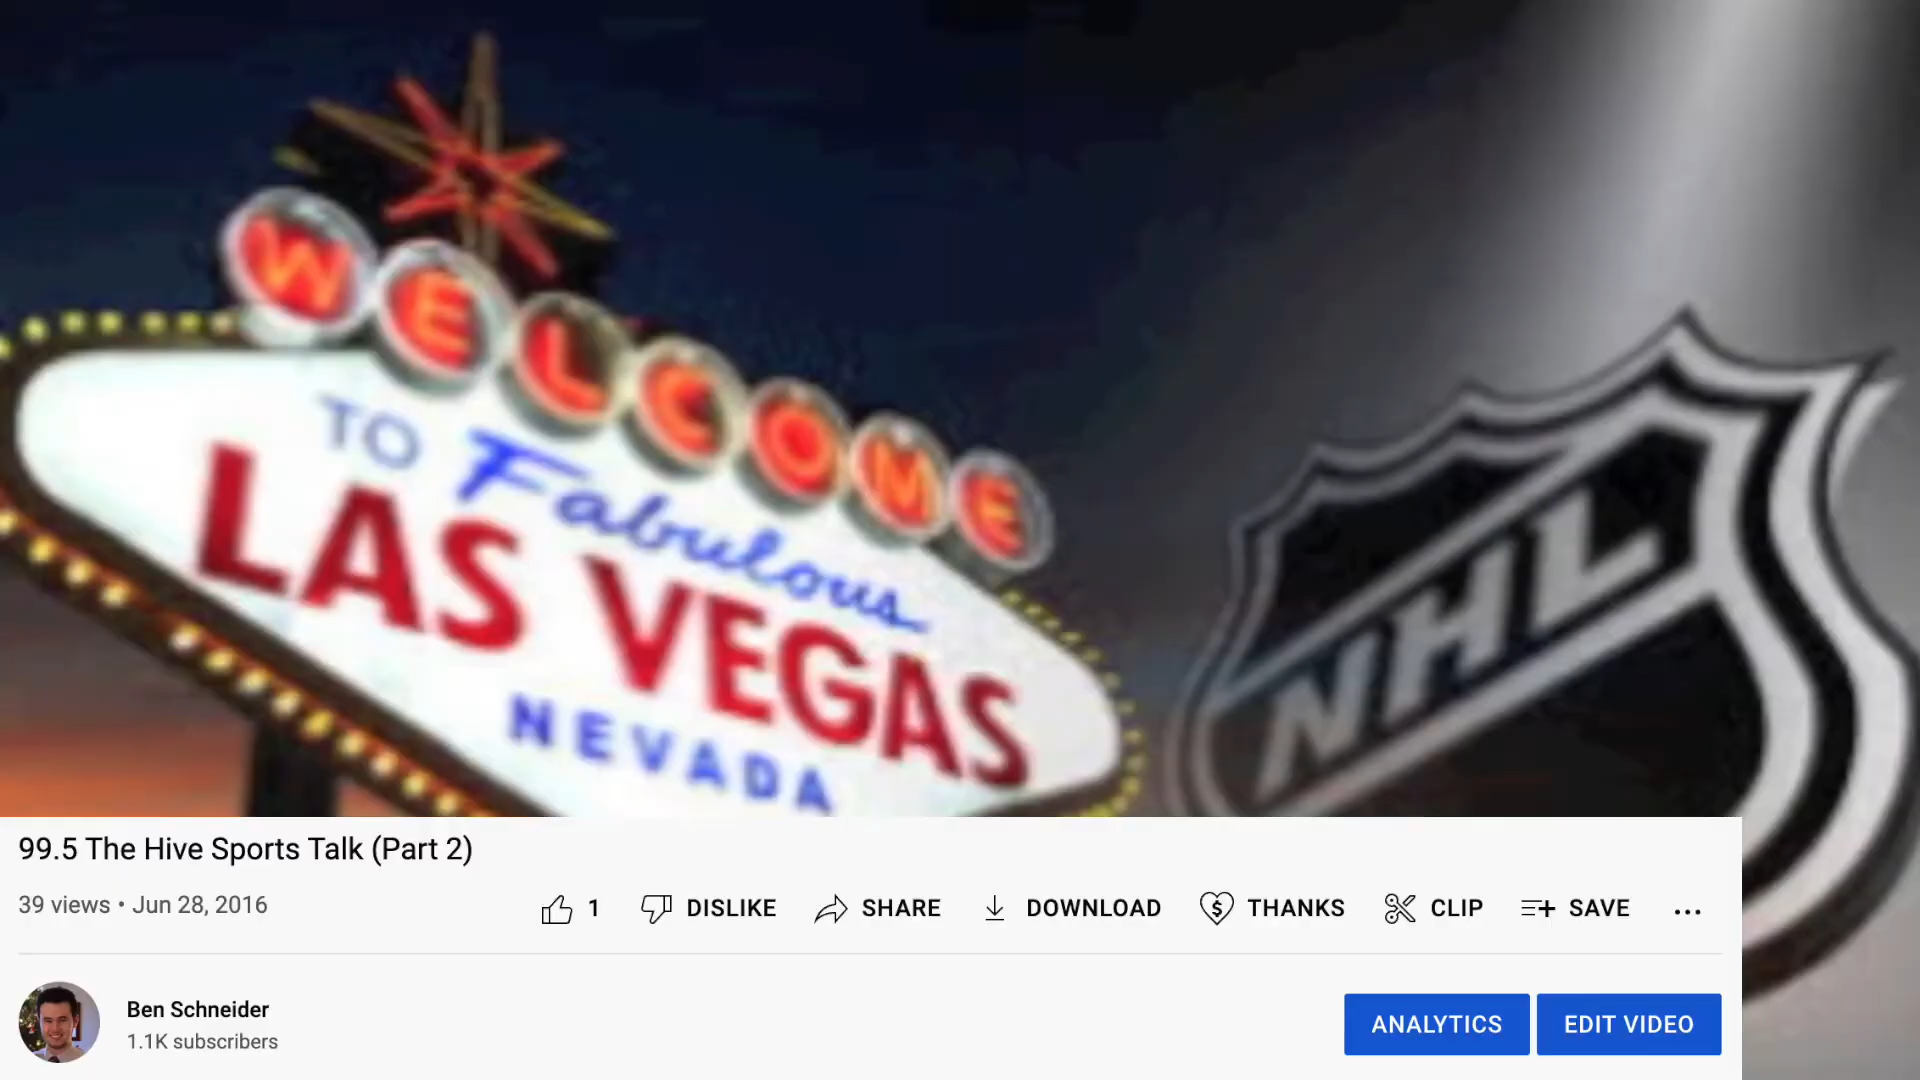 WELCOME
TO Fabulous
LAS VEGAS
NEVADA
NHL
99.5 The Hive Sports Talk (Part 2)
39 views • Jun 28, 2016
1 DISLIKE SHARE DOWNLOAD THANKS CLIP SAVE ...
Ben Schneider
1.1K subscribers
ANALYTICS EDIT VIDEO